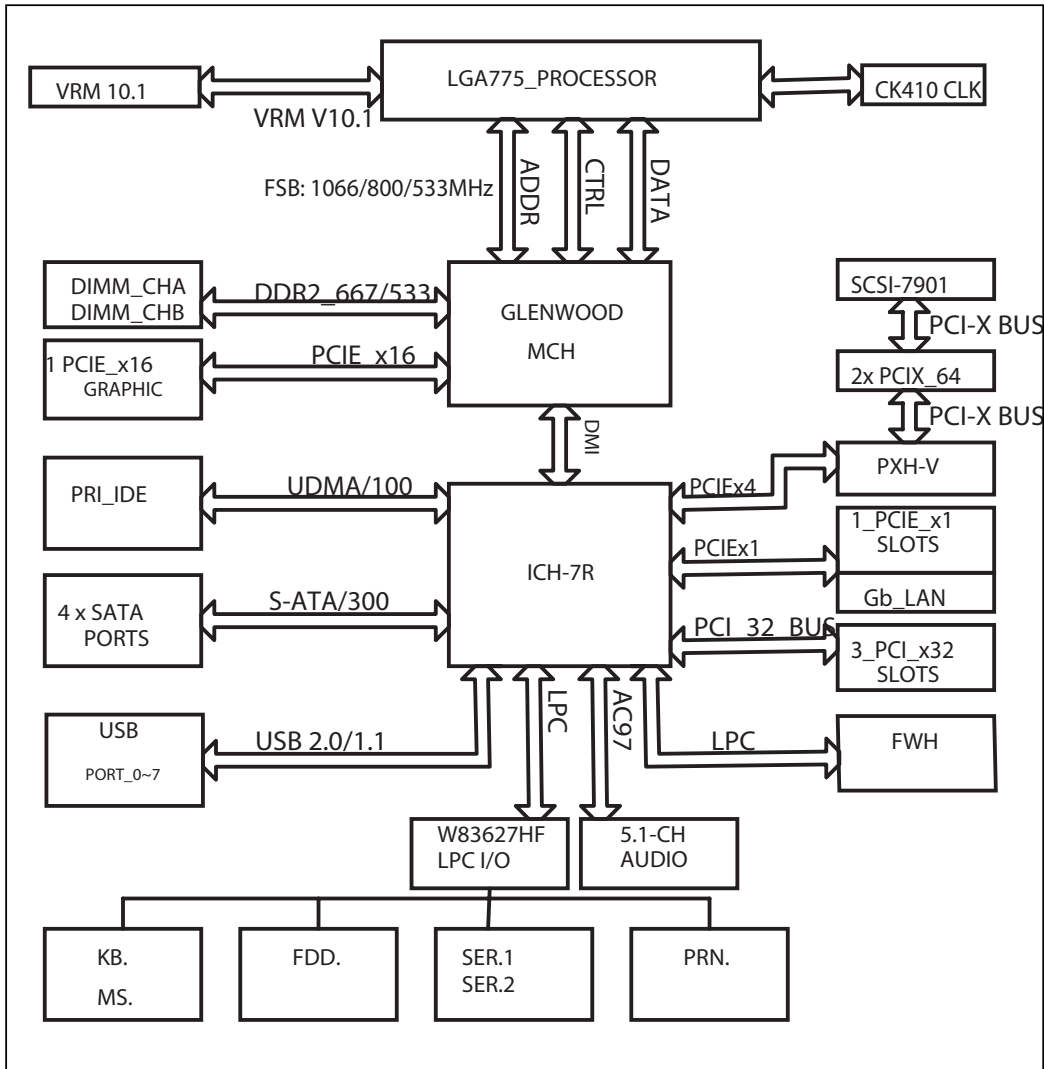 LGA775_PROCESSOR
VRM 10.1
CK410 CLK
VRM V10.1
ADDR
CTRL
DATA
FSB: 1066/800/533MHz
DIMM_CHA
DIMM_CHB
DDR2_667/533
GLENWOOD
MCH
SCSI-7901
PCI-X BUS
1 PCIE_x16
GRAPHIC
PCIE_x16
2x PCIX_64
PCI-X BUS
DMI
PXH-V
PRI_IDE
UDMA/100
PCIEx4
ICH-7R
PCIEx1
1_PCIE_x1
SLOTS
Gb_LAN
4 x SATA
PORTS
S-ATA/300
PCI_32_BUS
3_PCI_x32
SLOTS
USB
PORT_0~7
USB 2.0/1.1
LPC
AC97
LPC
FWH
W83627HF
LPC I/O
5.1-CH
AUDIO
KB.
MS.
FDD.
SER.1
SER.2
PRN.